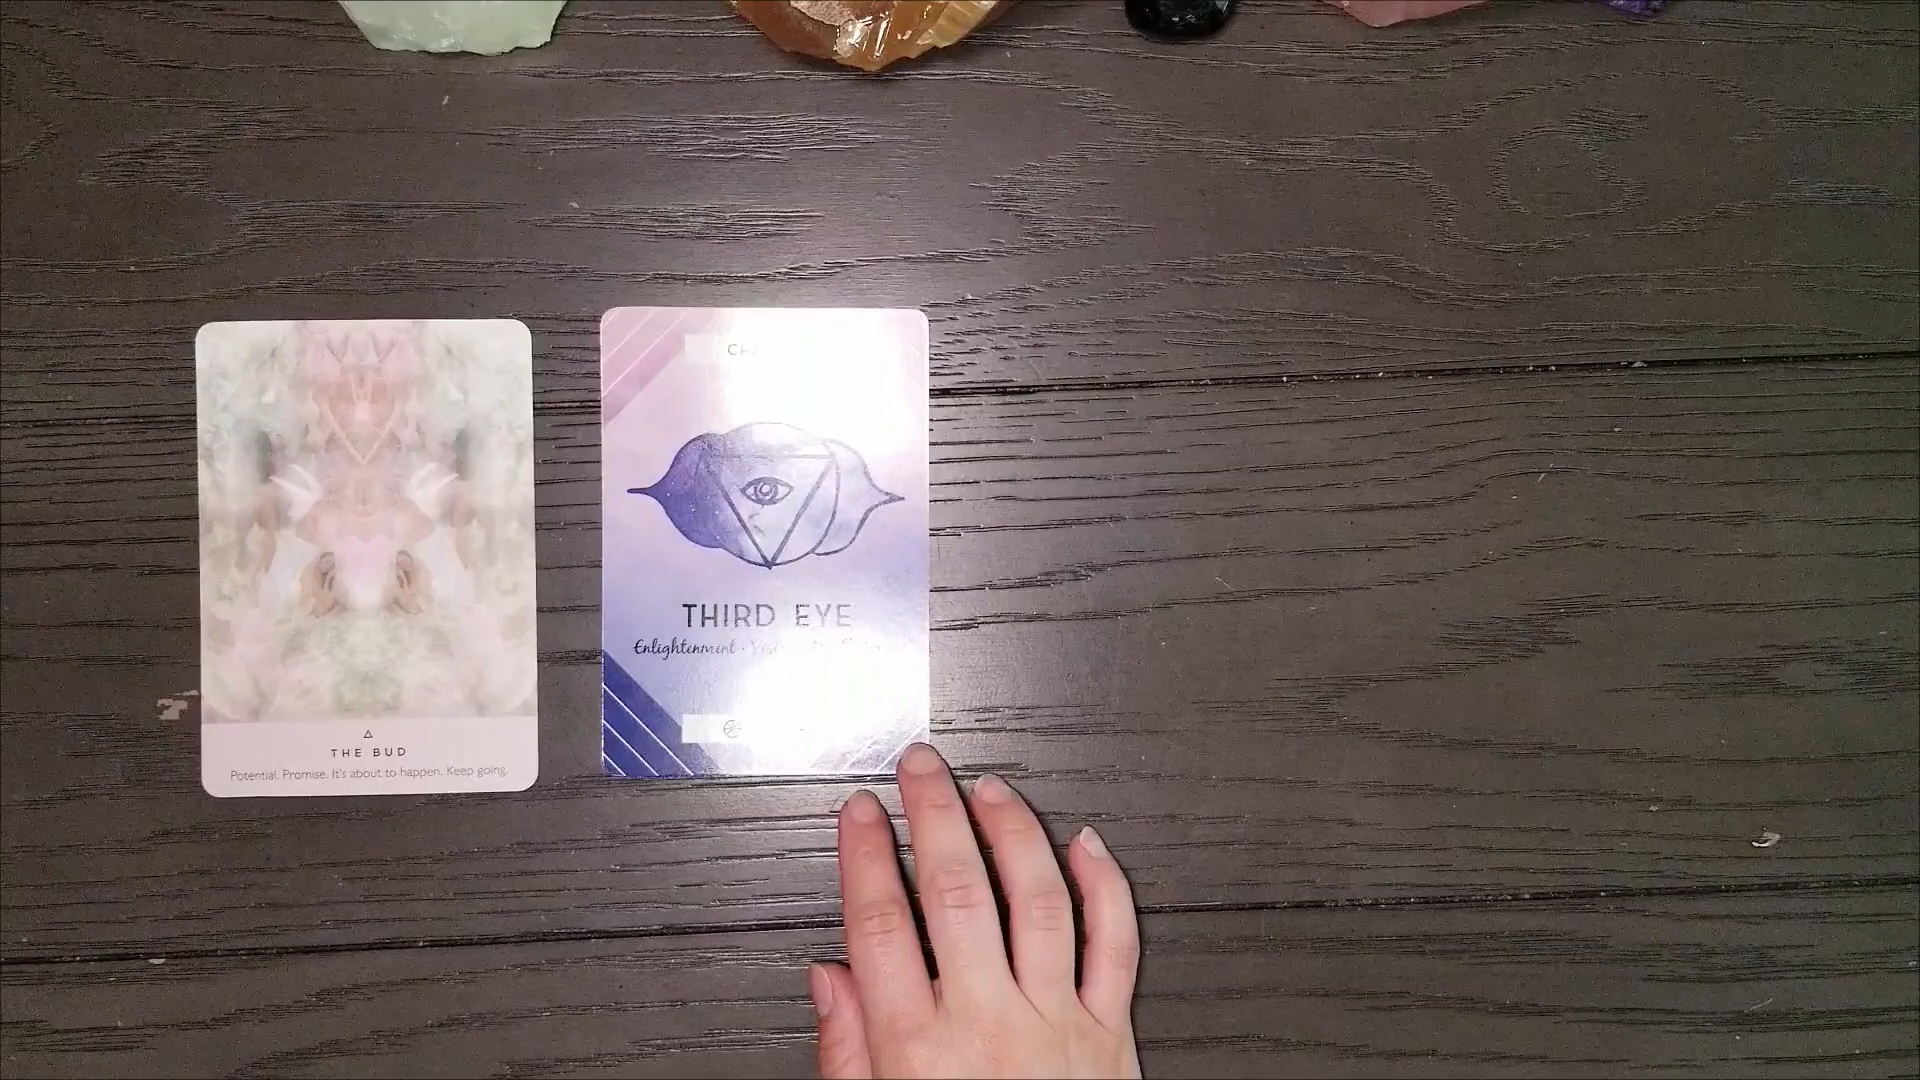 THE BUD
Potential. Promise. It's about to happen. Keep going.
THIRD EYE
Enlightenment •